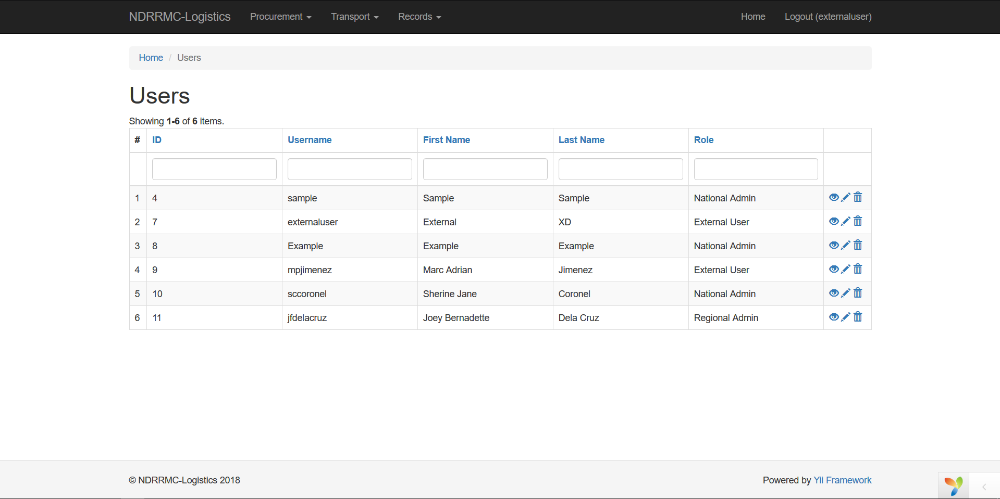 NDRRMC-Logistics Procurement Transport Records Home Logout (externaluser)
Home / Users
Users
Showing 1-6 of 6 items.
# ID Username First Name Last Name Role
1 4 sample Sample Sample National Admin
2 7 externaluser External XD External User
3 8 Example Example Example National Admin
4 9 mpjimenez Marc Adrian Jimenez External User
5 10 sccoronel Sherine Jane Coronel National Admin
6 11 jfdelacruz Joey Bernadette Dela Cruz Regional Admin
© NDRRMC-Logistics 2018 Powered by Yii Framework